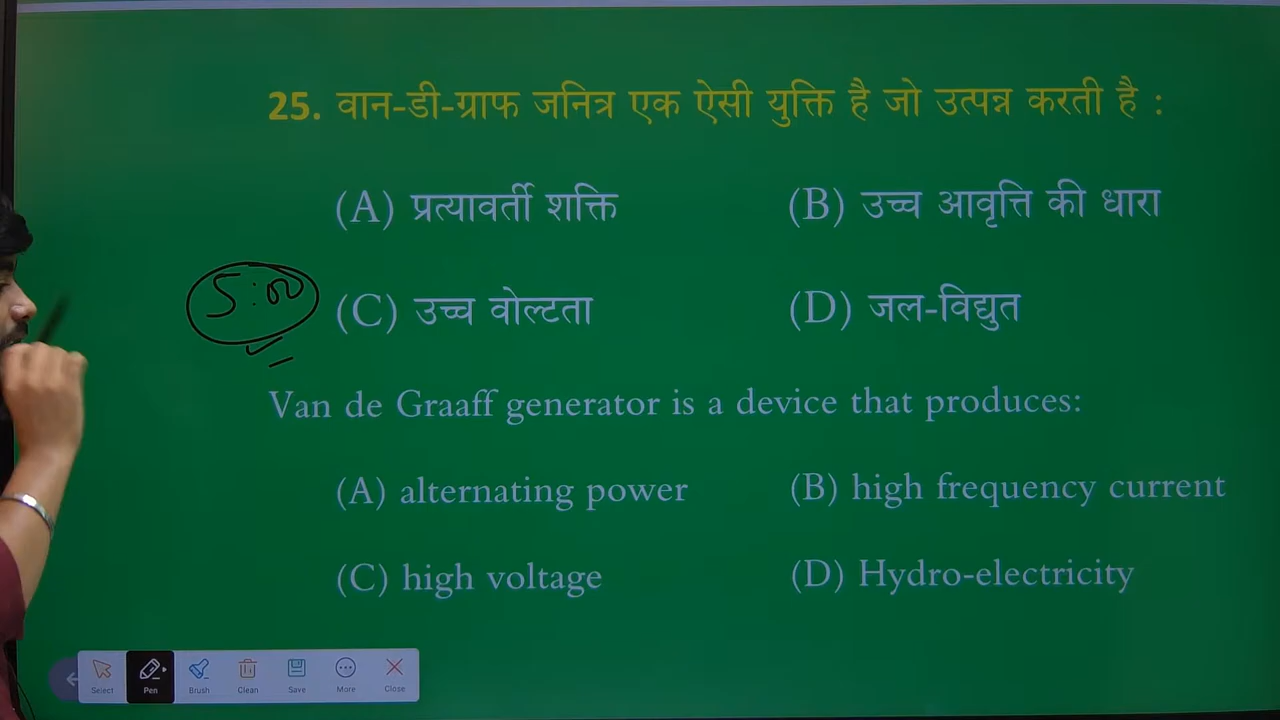 25. वान-डी-ग्राफ जनित्र एक ऐसी युक्ति है जो उत्पन्न करती है :
(A) प्रत्यावर्ती शक्ति (B) उच्च आवृत्ति की धारा
(C) उच्च वोल्टता (D) जल-विद्युत
Van de Graaff generator is a device that produces:
(A) alternating power (B) high frequency current
(C) high voltage (D) Hydro-electricity
Select Pen Brush Clean Save More Close